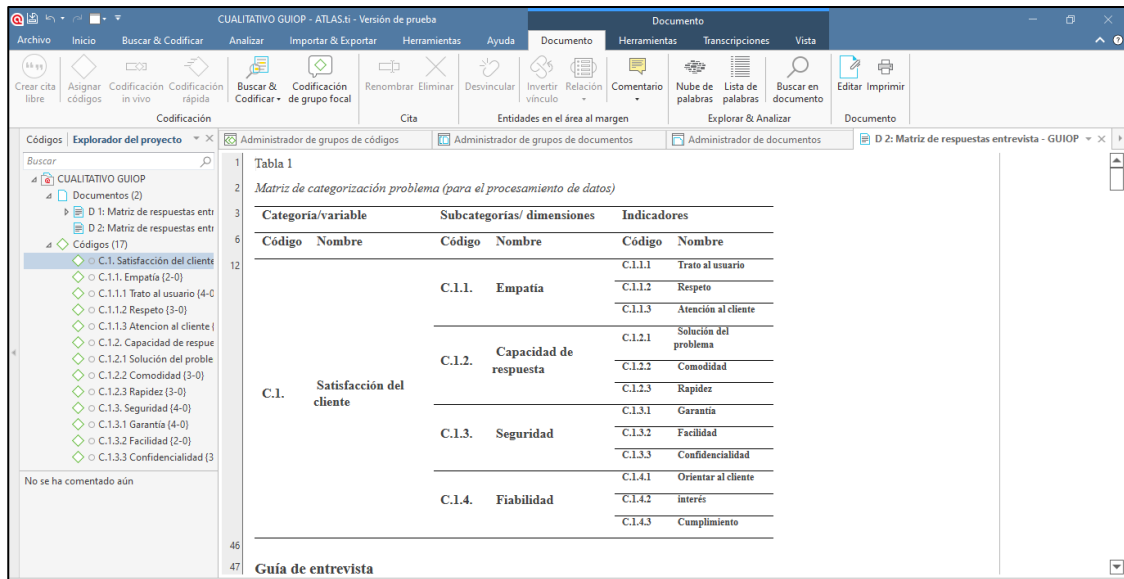 CUALITATIVO GUIOP - ATLAS.ti - Versión de prueba
Documento
Archivo Inicio Buscar & Codificar Analizar Importar & Exportar Herramientas Ayuda Documento Herramientas Transcripciones Vista
Crear cita libre
Asignar códigos
Codificación in vivo
Codificación rápida
Buscar & Codificar
Codificación de grupo focal
Renombrar Eliminar
Desvincular
Invertir vínculo
Relación
Comentario
Nube de palabras
Lista de palabras
Buscar en documento
Editar Imprimir
Codificación Cita Entidades en el área al margen Explorar & Analizar Documento
Códigos Explorador del proyecto
Administrador de grupos de códigos Administrador de grupos de documentos Administrador de documentos D 2: Matriz de respuestas entrevista - GUIOP
Buscar
CUALITATIVO GUIOP
Documentos (2)
D 1: Matriz de respuestas entr
D 2: Matriz de respuestas entr
Códigos (17)
C.1. Satisfacción del cliente
C.1.1. Empatía {2-0}
C.1.1.1 Trato al usuario {4-0
C.1.1.2 Respeto {3-0}
C.1.1.3 Atencion al cliente {
C.1.2. Capacidad de respue
C.1.2.1 Solución del proble
C.1.2.2 Comodidad {3-0}
C.1.2.3 Rapidez {3-0}
C.1.3. Seguridad {4-0}
C.1.3.1 Garantía {4-0}
C.1.3.2 Facilidad {2-0}
C.1.3.3 Confidencialidad {3
No se ha comentado aún
1 Tabla 1
2 Matriz de categorización problema (para el procesamiento de datos)
3 Categoría/variable Subcategorías/ dimensiones Indicadores
6 Código Nombre Código Nombre Código Nombre
12
C.1. Satisfacción del cliente
C.1.1. Empatía
C.1.1.1 Trato al usuario
C.1.1.2 Respeto
C.1.1.3 Atención al cliente
C.1.2. Capacidad de respuesta
C.1.2.1 Solución del problema
C.1.2.2 Comodidad
C.1.2.3 Rapidez
C.1.3. Seguridad
C.1.3.1 Garantía
C.1.3.2 Facilidad
C.1.3.3 Confidencialidad
C.1.4. Fiabilidad
C.1.4.1 Orientar al cliente
C.1.4.2 interés
C.1.4.3 Cumplimiento
46
47 Guía de entrevista